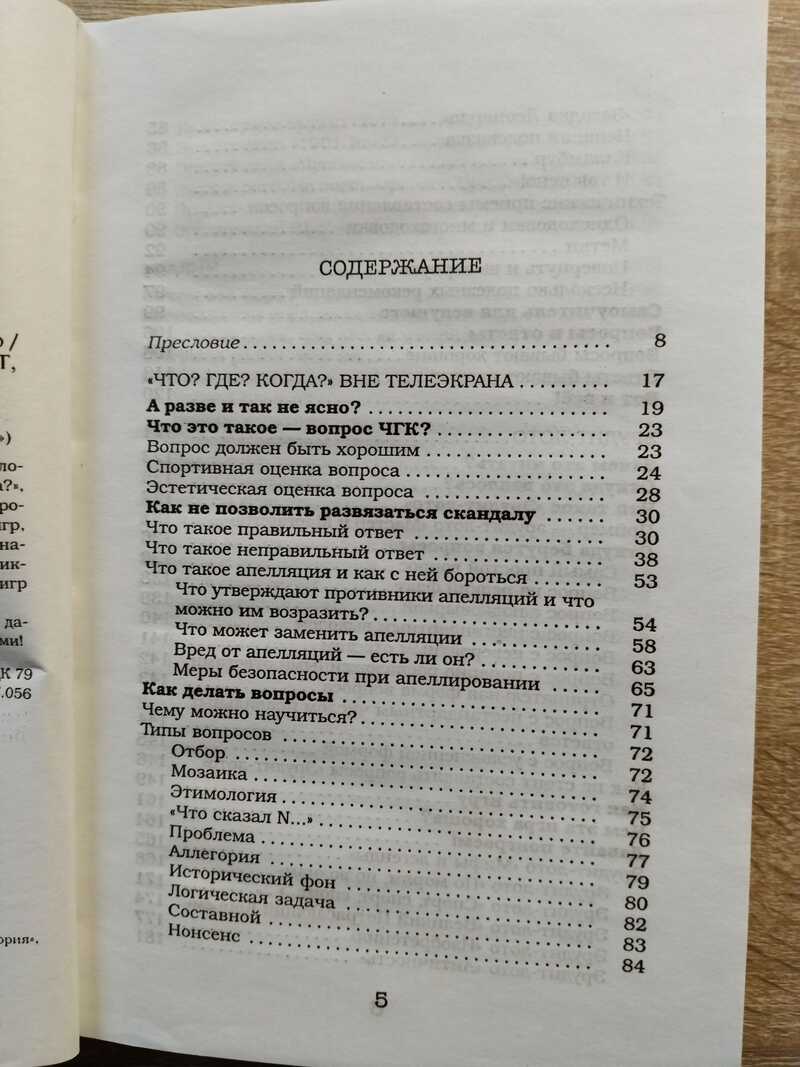 СОДЕРЖАНИЕ
Пресловие 8
«ЧТО? ГДЕ? КОГДА?» ВНЕ ТЕЛЕЭКРАНА 17
А разве и так не ясно? 19
Что это такое — вопрос ЧГК? 23
Вопрос должен быть хорошим 23
Спортивная оценка вопроса 24
Эстетическая оценка вопроса 28
Как не позволить развязаться скандалу 30
Что такое правильный ответ 30
Что такое неправильный ответ 38
Что такое апелляция и как с ней бороться 53
Что утверждают противники апелляций и что
можно им возразить? 54
Что может заменить апелляции 58
Вред от апелляций — есть ли он? 63
Меры безопасности при апеллировании 65
Как делать вопросы 71
Чему можно научиться? 71
Типы вопросов 72
Отбор 72
Мозаика 74
Этимология 75
«Что сказал N...» 76
Проблема 77
Аллегория 79
Исторический фон 80
Логическая задача 82
Составной 83
Нонсенс 84
5